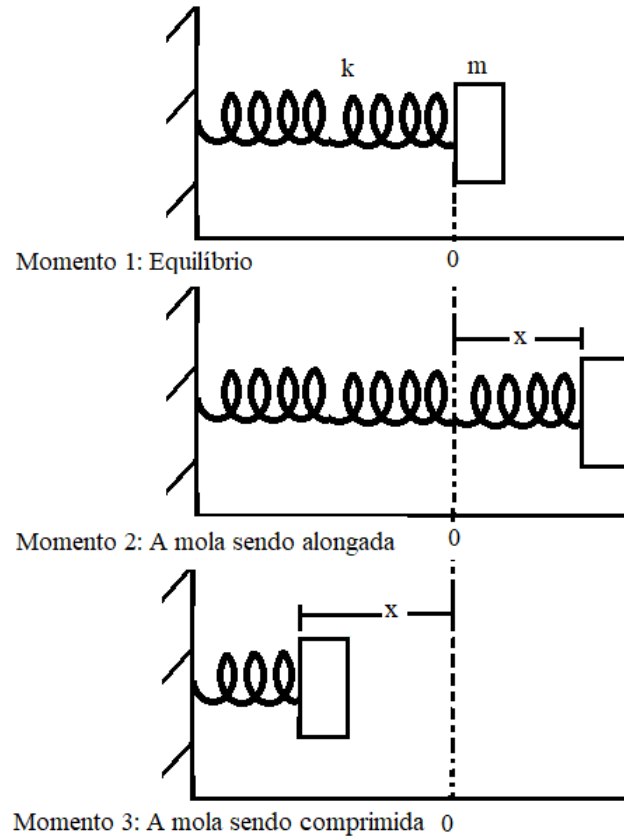 k m
Momento 1: Equilíbrio 0
x
Momento 2: A mola sendo alongada 0
x
Momento 3: A mola sendo comprimida 0